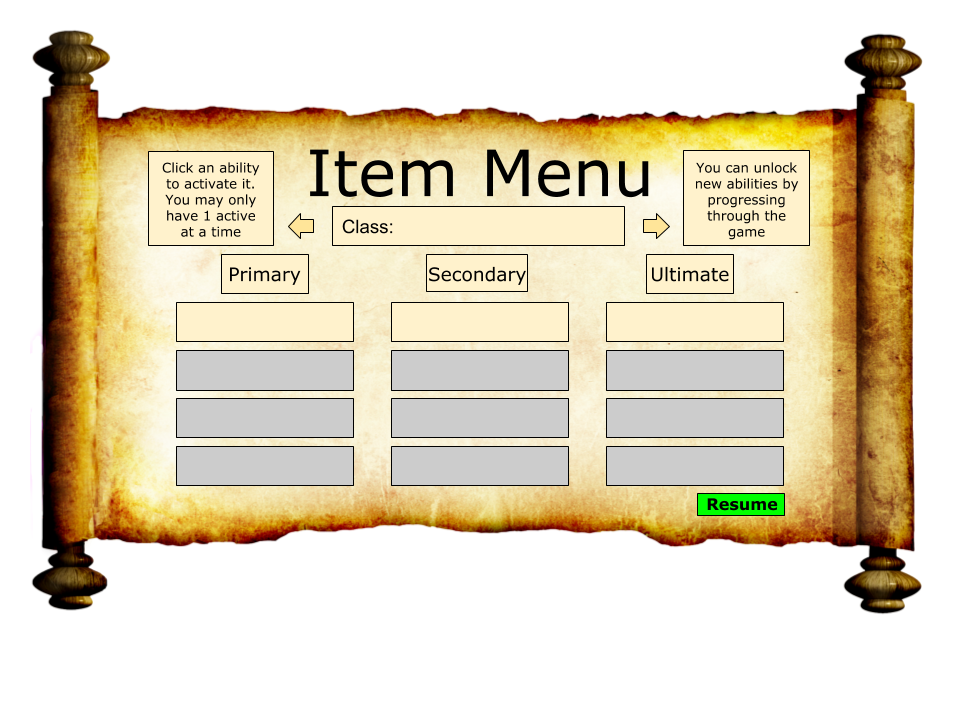 Item Menu
Click an ability
to activate it.
You may only
have 1 active
at a time
You can unlock
new abilities by
progressing
through the
game
Class:
Primary
Secondary
Ultimate
Resume